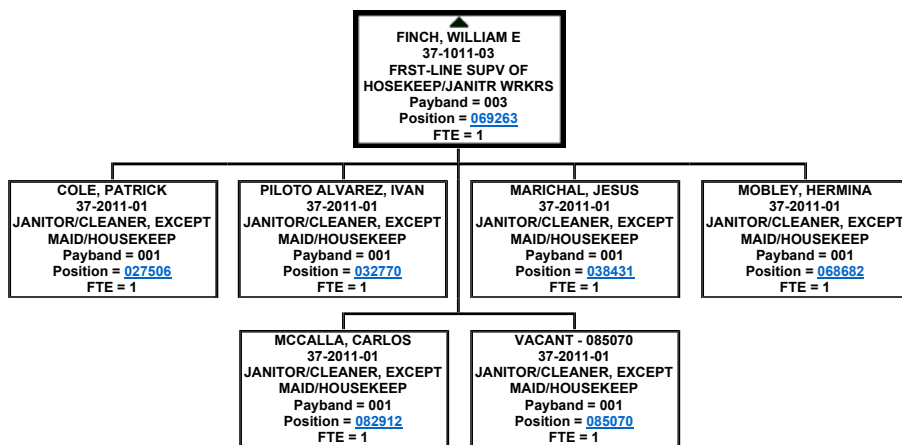 FINCH, WILLIAM E
37-1011-03
FRST-LINE SUPV OF
HOSEKEEP/JANITR WRKRS
Payband = 003
Position = 069263
FTE = 1
COLE, PATRICK
37-2011-01
JANITOR/CLEANER, EXCEPT
MAID/HOUSEKEEP
Payband = 001
Position = 027506
FTE = 1
PILOTO ALVAREZ, IVAN
37-2011-01
JANITOR/CLEANER, EXCEPT
MAID/HOUSEKEEP
Payband = 001
Position = 032770
FTE = 1
MARICHAL, JESUS
37-2011-01
JANITOR/CLEANER, EXCEPT
MAID/HOUSEKEEP
Payband = 001
Position = 038431
FTE = 1
MOBLEY, HERMINA
37-2011-01
JANITOR/CLEANER, EXCEPT
MAID/HOUSEKEEP
Payband = 001
Position = 068682
FTE = 1
MCCALLA, CARLOS
37-2011-01
JANITOR/CLEANER, EXCEPT
MAID/HOUSEKEEP
Payband = 001
Position = 082912
FTE = 1
VACANT - 085070
37-2011-01
JANITOR/CLEANER, EXCEPT
MAID/HOUSEKEEP
Payband = 001
Position = 085070
FTE = 1